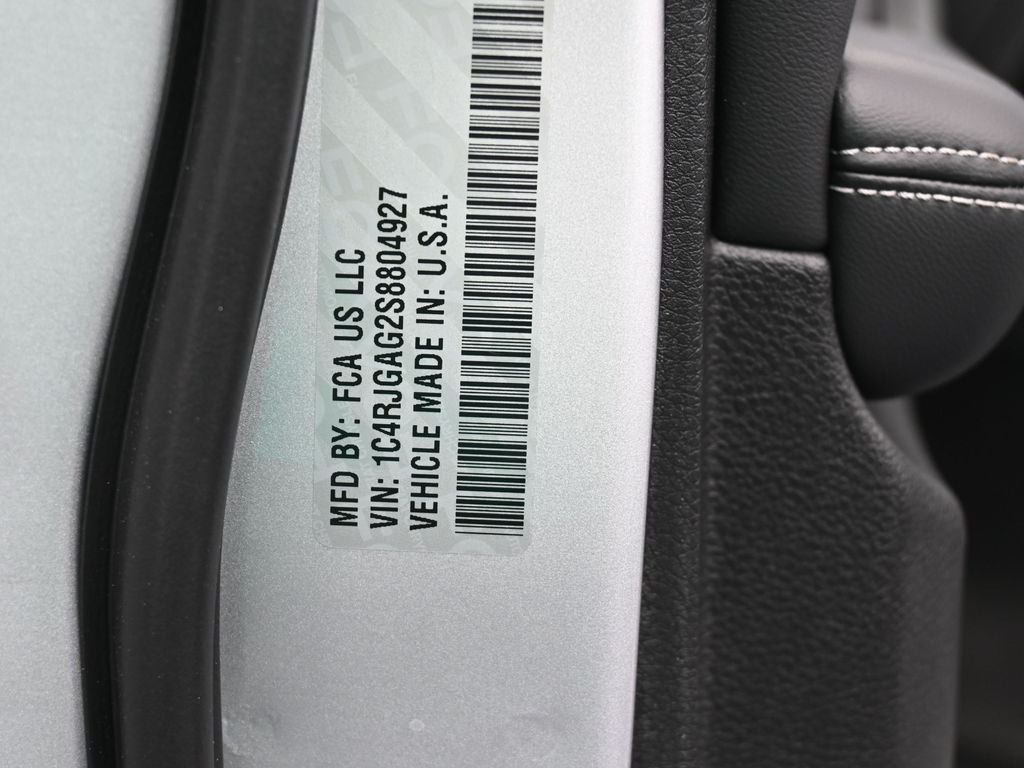 MFD BY: FCA US LLC
VIN: 1C4RJGAG2S8804927
VEHICLE MADE IN: U.S.A.